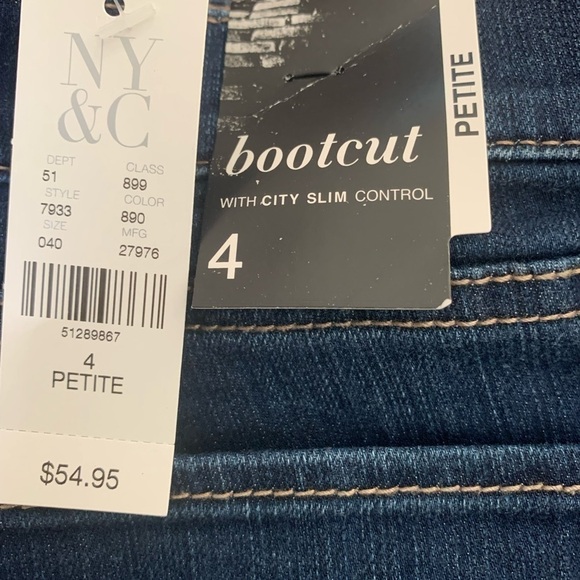 NY
&C
DEPT CLASS
51 899
STYLE COLOR
7933 890
SIZE MFG
040 27976
51289867
4
PETITE
$54.95
bootcut
WITH CITY SLIM CONTROL
4
PETITE